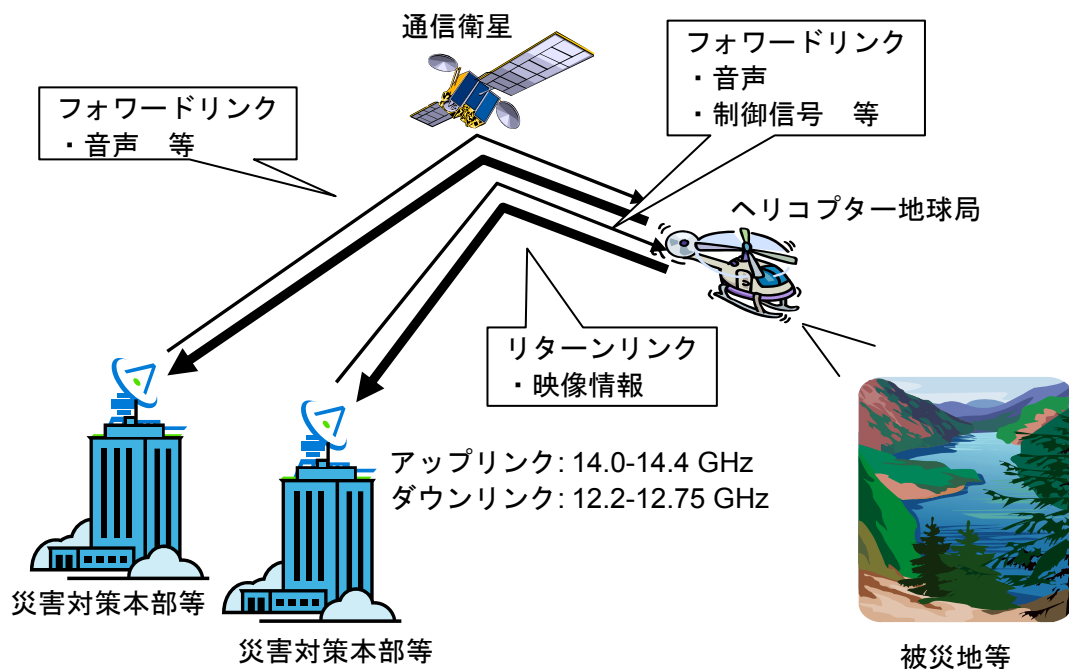 通信衛星
フォワードリンク
・音声
・制御信号　等
フォワードリンク
・音声　等
ヘリコプター地球局
リターンリンク
・映像情報
アップリンク: 14.0-14.4 GHz
ダウンリンク: 12.2-12.75 GHz
災害対策本部等
災害対策本部等
被災地等